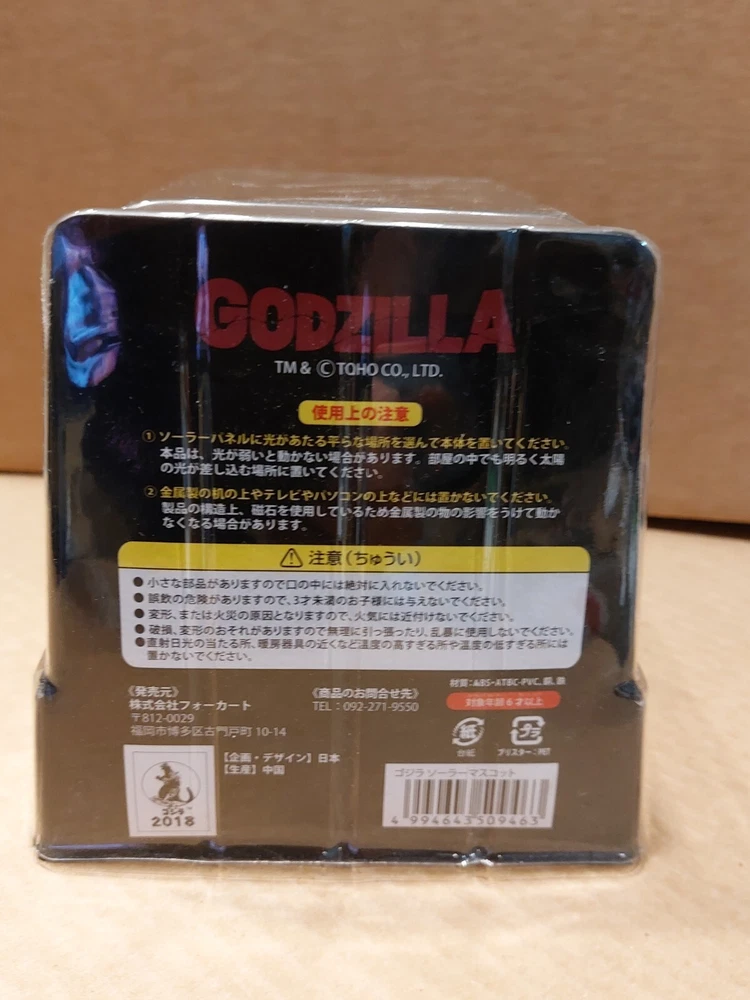 GODZILLA
TM & © TOHO CO., LTD.
使用上の注意
① ソーラーパネルに光があたる平らな場所を選んで本体を置いてください。
本品は、光が弱いと動かない場合があります。部屋の中でも明るく太陽
の光が差し込む場所に置いてください。
② 金属製の机の上やテレビやパソコンの上などには置かないでください。
製品の構造上、磁石を使用しているため金属製の物の影響をうけて動か
なくなる場合があります。
⚠ 注意(ちゅうい)
●小さな部品がありますので口の中には絶対に入れないでください。
●誤飲の危険がありますので、3才未満のお子様には与えないでください。
●変形、または火災の原因となりますので、火気には近付けないでください。
●破損、変形のおそれがありますので無理に引っ張ったり、乱暴に使用しないでください。
●直射日光の当たる所、暖房器具の近くなど温度の高すぎる所や温度の低すぎる所には
置かないでください。
材質:ABS・ATBC-PVC、銅、鉄
対象年齢6才以上
《発売元》
株式会社フォーカート
〒812-0029
福岡市博多区古門戸町 10-14
《商品のお問合せ先》
TEL:092-271-9550
紙
台紙
プラ
ブリスター:PET
【企画・デザイン】日本
【生産】中国
ゴジラ
2018
ゴジラ ソーラーマスコット
4 994643 509463